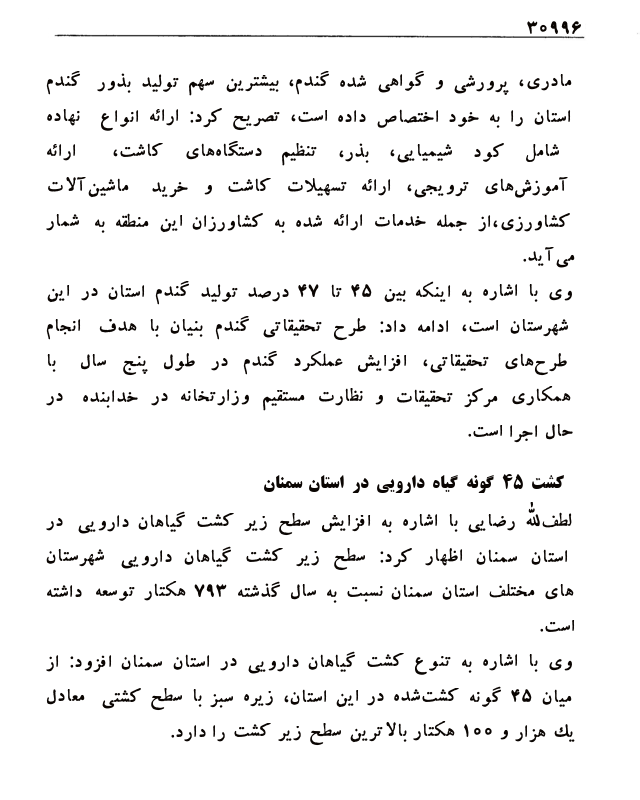 ۳۰۹۹۶
مادری، پرورشی و گواهی شده گندم، بیشترین سهم تولید بذور گندم
استان را به خود اختصاص داده است، تصریح کرد: ارائه انواع نهاده
شامل کود شیمیایی، بذر، تنظیم دستگاه‌های کاشت، ارائه
آموزش‌های ترویجی، ارائه تسهیلات کاشت و خرید ماشین‌آلات
کشاورزی،از جمله خدمات ارائه شده به کشاورزان این منطقه به شمار
می‌آید.
وی با اشاره به اینکه بین ۴۵ تا ۴۷ درصد تولید گندم استان در این
شهرستان است، ادامه داد: طرح تحقیقاتی گندم بنیان با هدف انجام
طرح‌های تحقیقاتی، افزایش عملکرد گندم در طول پنج سال با
همکاری مرکز تحقیقات و نظارت مستقیم وزارتخانه در خدابنده در
حال اجرا است.
کشت ۴۵ گونه گیاه دارویی در استان سمنان
لطف‌الله رضایی با اشاره به افزایش سطح زیر کشت گیاهان دارویی در
استان سمنان اظهار کرد: سطح زیر کشت گیاهان دارویی شهرستان
های مختلف استان سمنان نسبت به سال گذشته ۷۹۳ هکتار توسعه داشته
است.
وی با اشاره به تنوع کشت گیاهان دارویی در استان سمنان افزود: از
میان ۴۵ گونه کشت‌شده در این استان، زیره سبز با سطح کشتی معادل
یك هزار و ۱۰۰ هکتار بالاترین سطح زیر کشت را دارد.